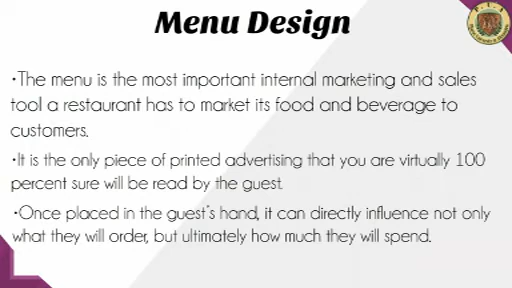 Menu Design
•The menu is the most important internal marketing and sales
tool a restaurant has to market its food and beverage to
customers.
•It is the only piece of printed advertising that you are virtually 100
percent sure will be read by the guest.
•Once placed in the guest's hand, it can directly influence not only
what they will order, but ultimately how much they will spend.